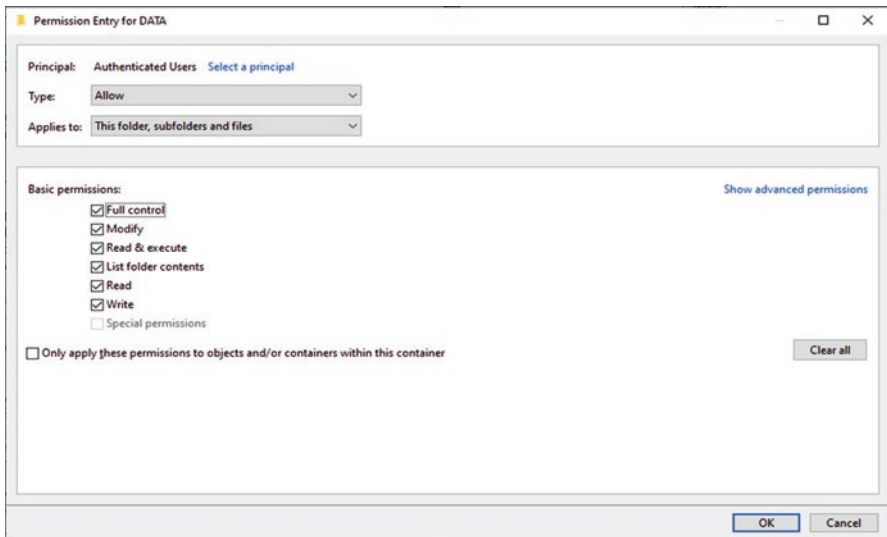 Permission Entry for DATA
Principal: Authenticated Users Select a principal
Type: Allow
Applies to: This folder, subfolders and files
Basic permissions: Show advanced permissions
Full control
Modify
Read & execute
List folder contents
Read
Write
Special permissions
Only apply these permissions to objects and/or containers within this container Clear all
OK Cancel